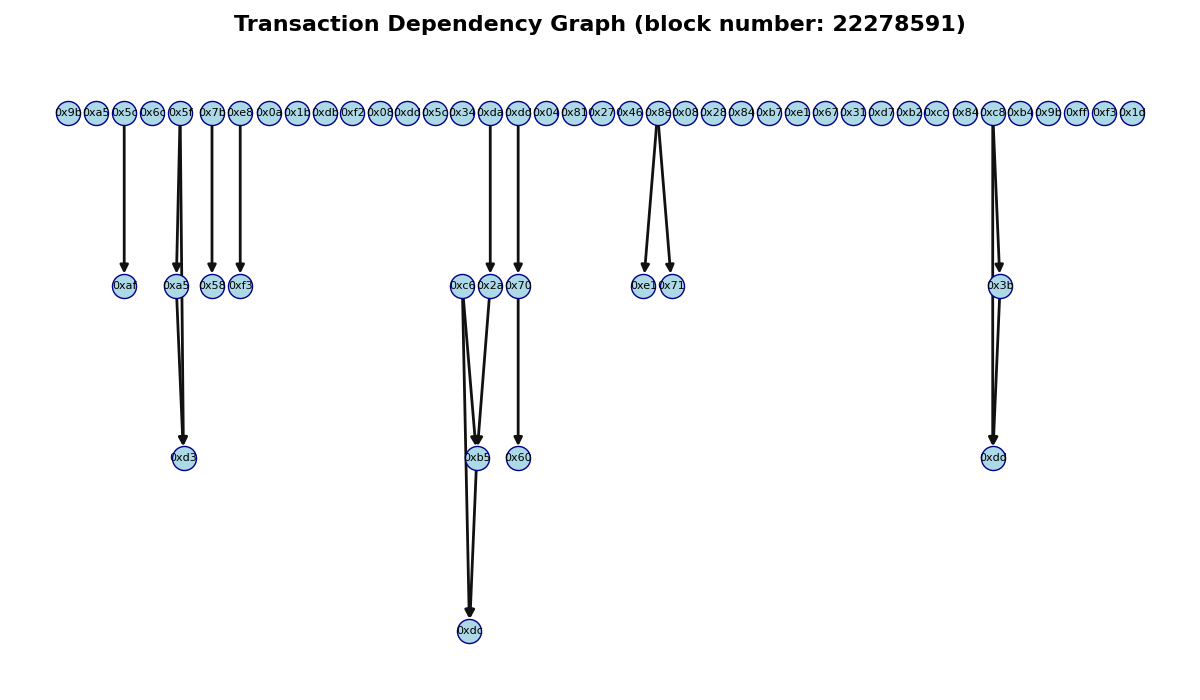 Transaction Dependency Graph (block number: 22278591)
0x9b 0xa5 0x5c 0x6c 0x5f 0x7b 0xe8 0x0a 0x1b 0xdb 0xf2 0x08 0xdd 0x5c 0x34 0xda 0xdd 0x04 0x81 0x27 0x46 0x8e 0x08 0x28 0x84 0xb7 0xe1 0x67 0x31 0xd7 0xb2 0xcc 0x84 0xc8 0xb4 0x9b 0xff 0xf3 0x1d
0xaf 0xa5 0x58 0xf3 0xc6 0x2a 0x70 0xe1 0x71 0x3b
0xd3 0xb5 0x60 0xdd
0xdc